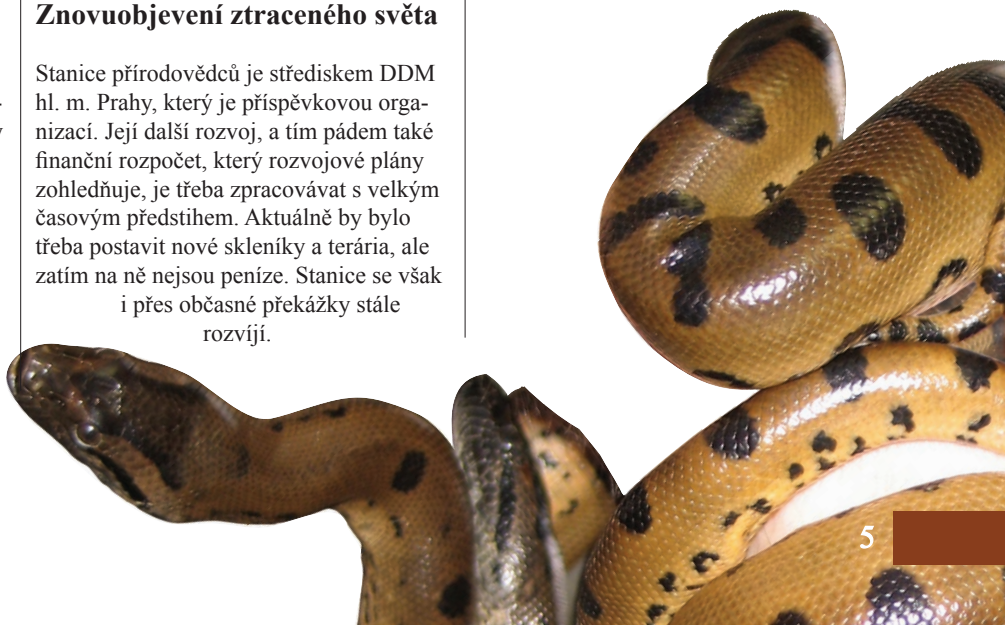 Znovuobjevení ztraceného světa
Stanice přírodovědců je střediskem DDM
hl. m. Prahy, který je příspěvkovou orga-
nizací. Její další rozvoj, a tím pádem také
finanční rozpočet, který rozvojové plány
zohledňuje, je třeba zpracovávat s velkým
časovým předstihem. Aktuálně by bylo
třeba postavit nové skleníky a terária, ale
zatím na ně nejsou peníze. Stanice se však
i přes občasné překážky stále
rozvíjí.
5